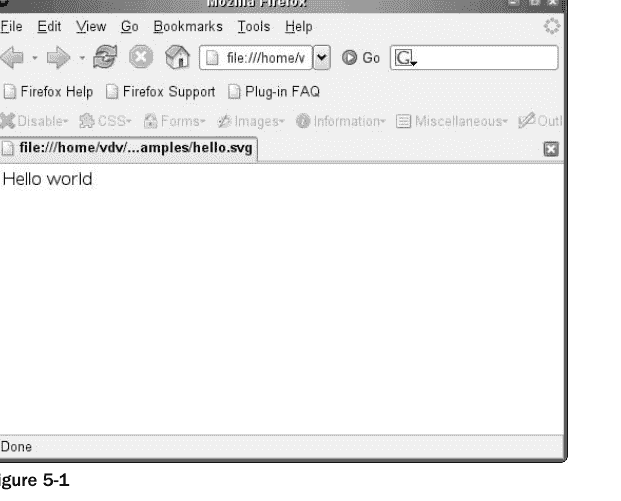 Mozilla Firefox
File Edit View Go Bookmarks Tools Help
file:///home/v Go G
Firefox Help Firefox Support Plug-in FAQ
Disable CSS Forms Images Information Miscellaneous Outl
file:///home/vdv/...amples/hello.svg
Hello world
Done
igure 5-1